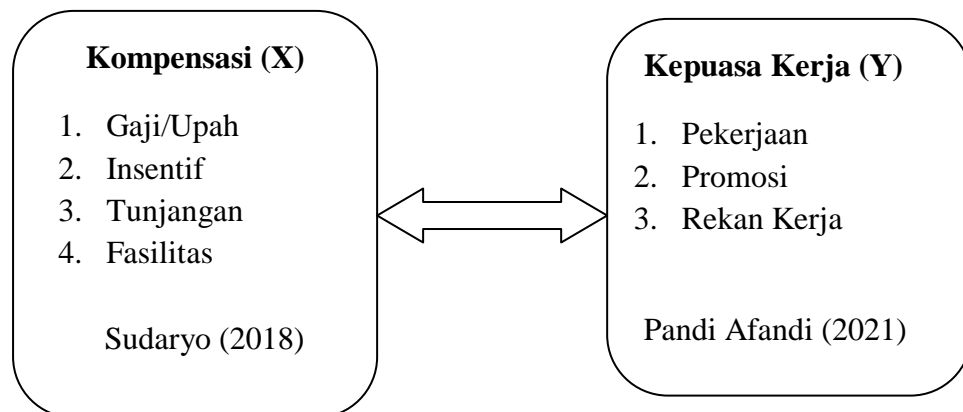 Kompensasi (X)
1. Gaji/Upah
2. Insentif
3. Tunjangan
4. Fasilitas
Sudaryo (2018)
Kepuasa Kerja (Y)
1. Pekerjaan
2. Promosi
3. Rekan Kerja
Pandi Afandi (2021)